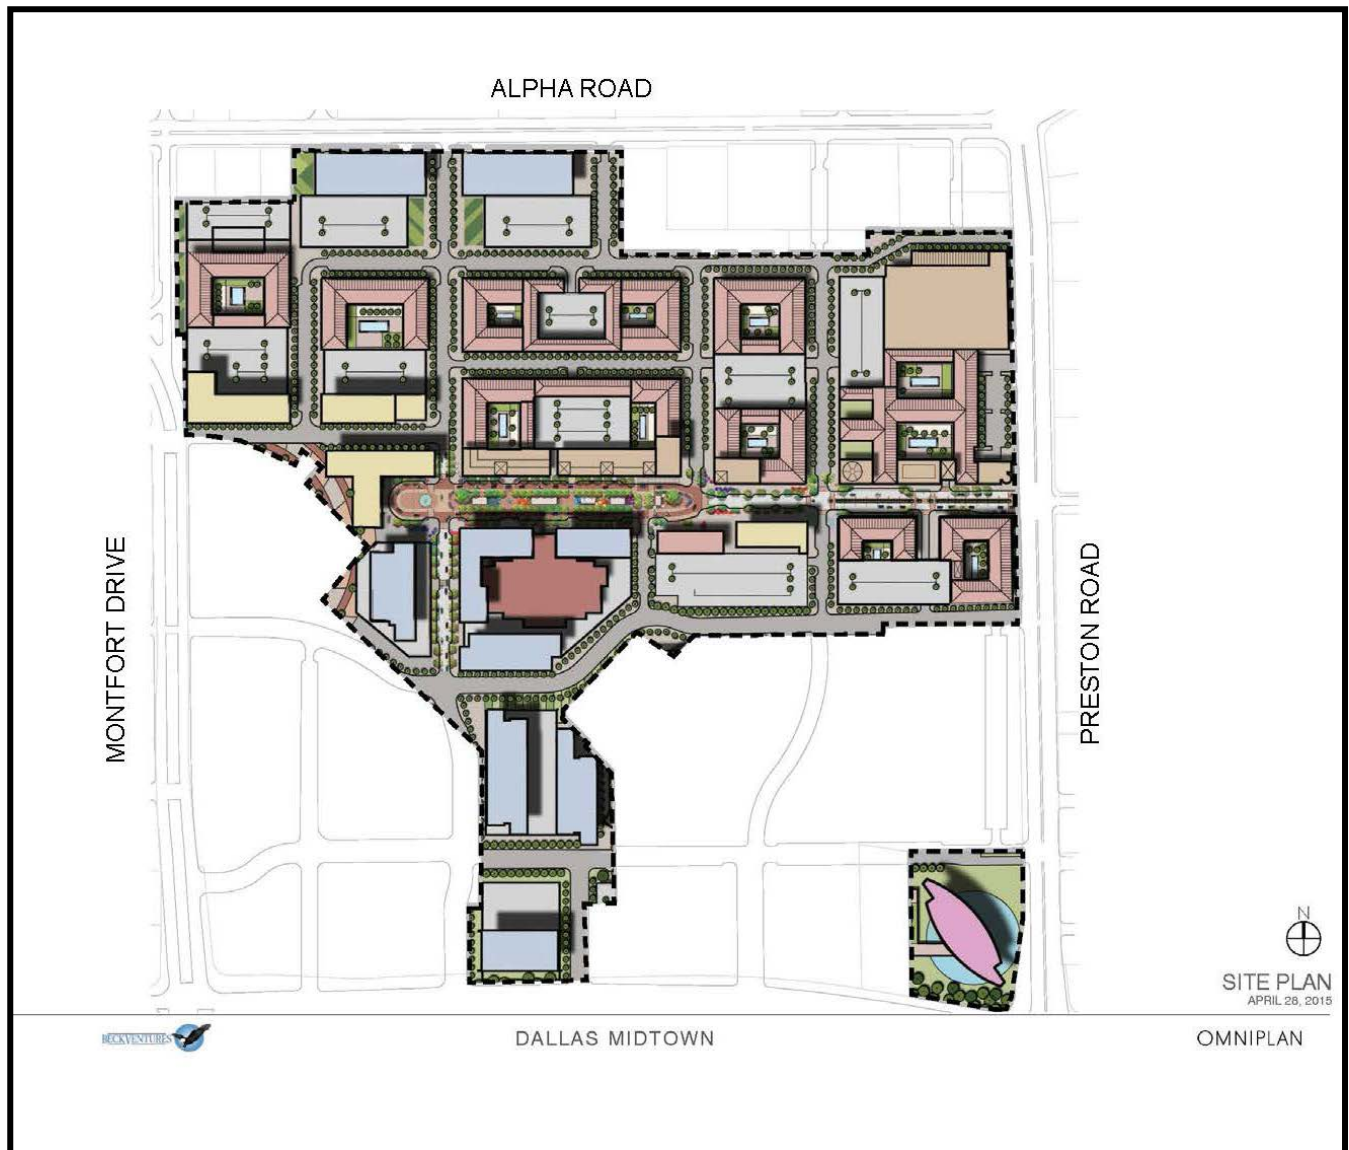 ALPHA ROAD
MONTFORT DRIVE
PRESTON ROAD
N
SITE PLAN
APRIL 28, 2015
BECKVENTURES
DALLAS MIDTOWN
OMNIPLAN